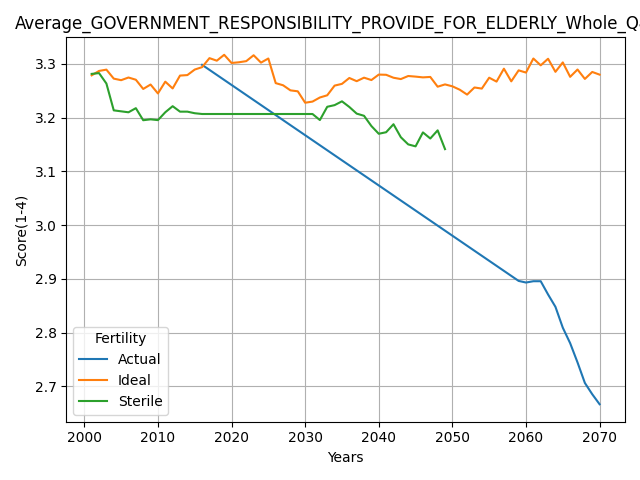 Average_GOVERNMENT_RESPONSIBILITY_PROVIDE_FOR_ELDERLY_Whole_Q
3.3
3.2
3.1
3.0
2.9
2.8
2.7
Score(1-4)
Fertility
Actual
Ideal
Sterile
2000
2010
2020
2030
2040
2050
2060
2070
Years